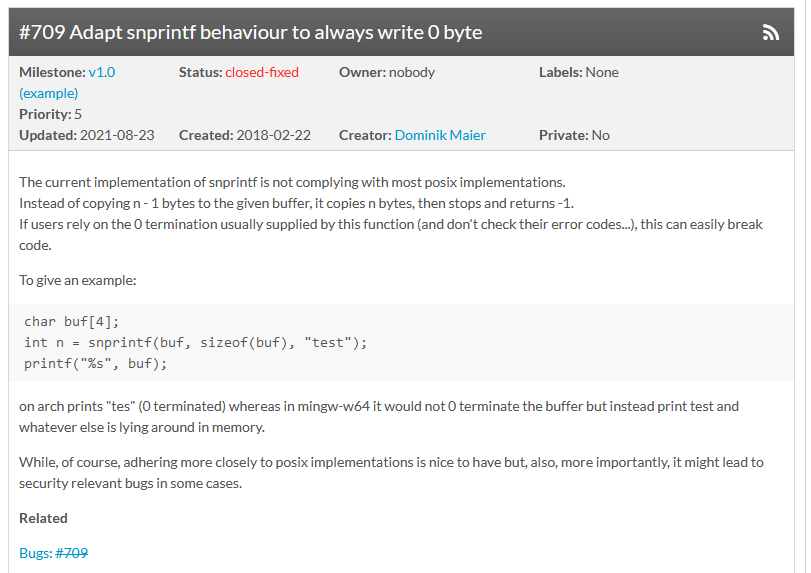 #709 Adapt snprintf behaviour to always write 0 byte
Milestone: v1.0 Status: closed-fixed Owner: nobody Labels: None
(example)
Priority: 5
Updated: 2021-08-23 Created: 2018-02-22 Creator: Dominik Maier Private: No
The current implementation of snprintf is not complying with most posix implementations.
Instead of copying n - 1 bytes to the given buffer, it copies n bytes, then stops and returns -1.
If users rely on the 0 termination usually supplied by this function (and don't check their error codes...), this can easily break
code.
To give an example:
char buf[4];
int n = snprintf(buf, sizeof(buf), "test");
printf("%s", buf);
on arch prints "tes" (0 terminated) whereas in mingw-w64 it would not 0 terminate the buffer but instead print test and
whatever else is lying around in memory.
While, of course, adhering more closely to posix implementations is nice to have but, also, more importantly, it might lead to
security relevant bugs in some cases.
Related
Bugs: #709